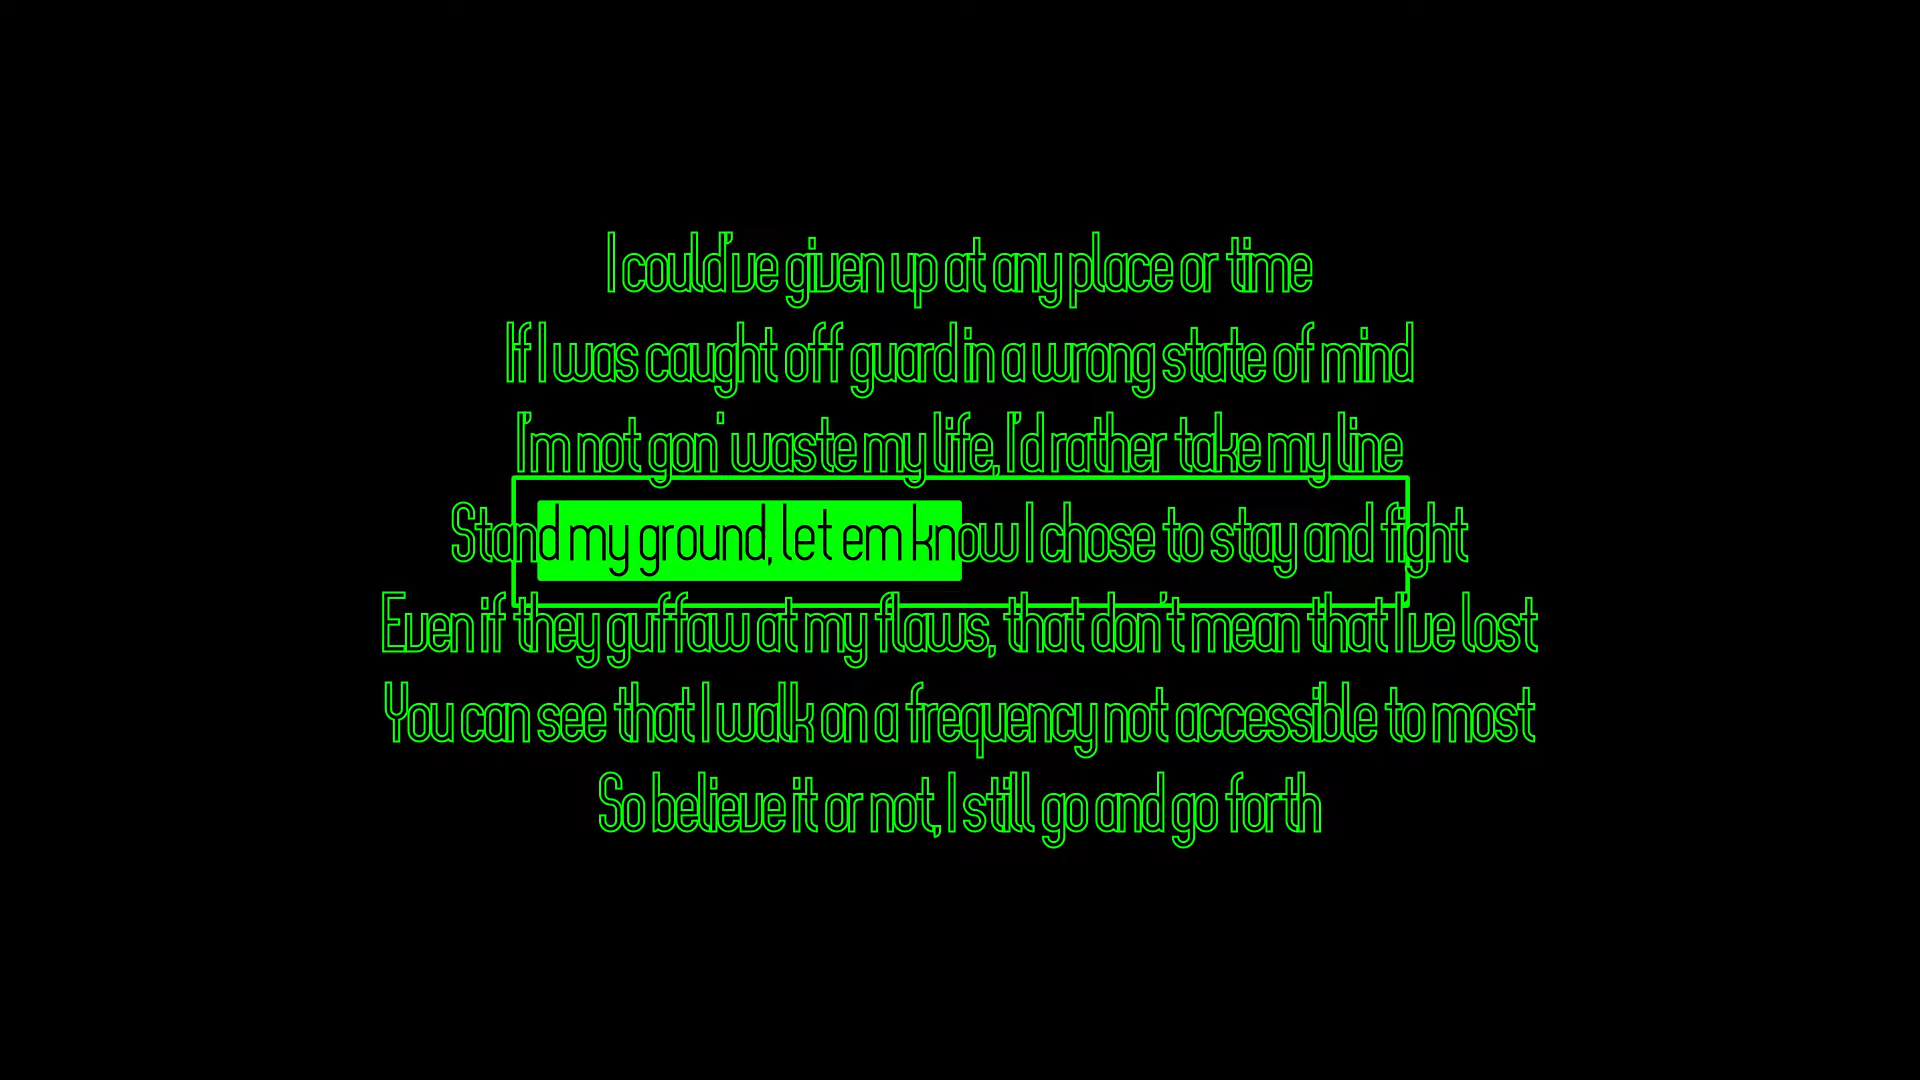 I could've given up at any place or time
If I was caught off guard in a wrong state of mind
I'm not gon' waste my life, I'd rather take my line
Stand my ground, let em know I chose to stay and fight
Even if they guffaw at my flaws, that don't mean that I've lost
You can see that I walk on a frequency not accessible to most
So believe it or not, I still go and go forth